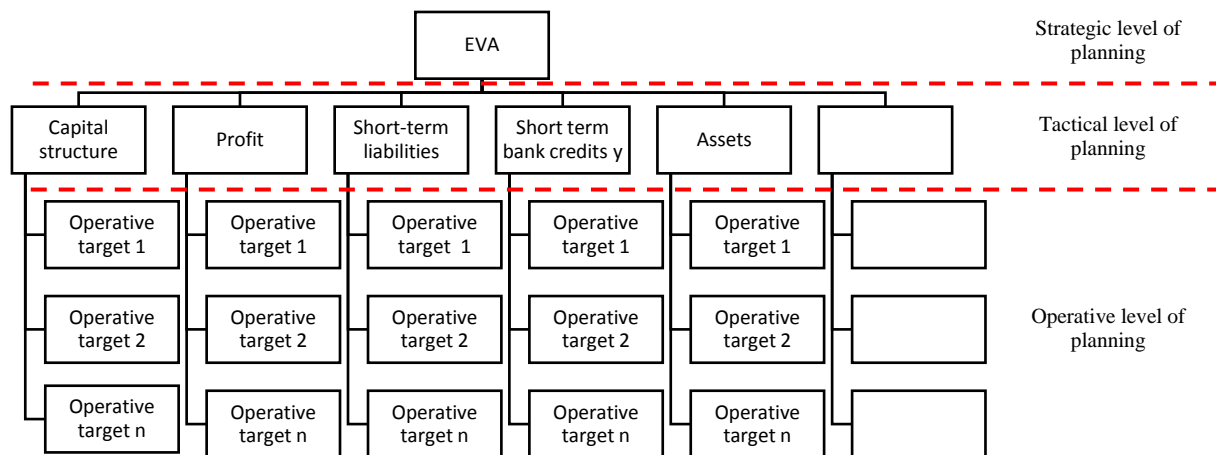 EVA
Strategic level of
planning
Capital
structure
Profit
Short-term
liabilities
Short term
bank credits y
Assets
Tactical level of
planning
Operative
target 1
Operative
target 1
Operative
target  1
Operative
target 1
Operative
target 1
Operative
target 2
Operative
target 2
Operative
target 2
Operative
target 2
Operative
target 2
Operative level of
planning
Operative
target n
Operative
target n
Operative
target n
Operative
target n
Operative
target n